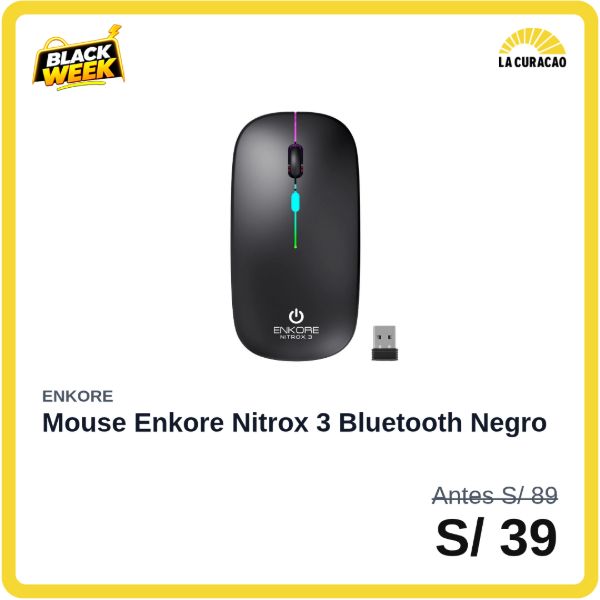 BLACK
WEEK
LA CURACAO
ENKORE
NITROX 3
ENKORE
Mouse Enkore Nitrox 3 Bluetooth Negro
Antes S/ 89
S/ 39